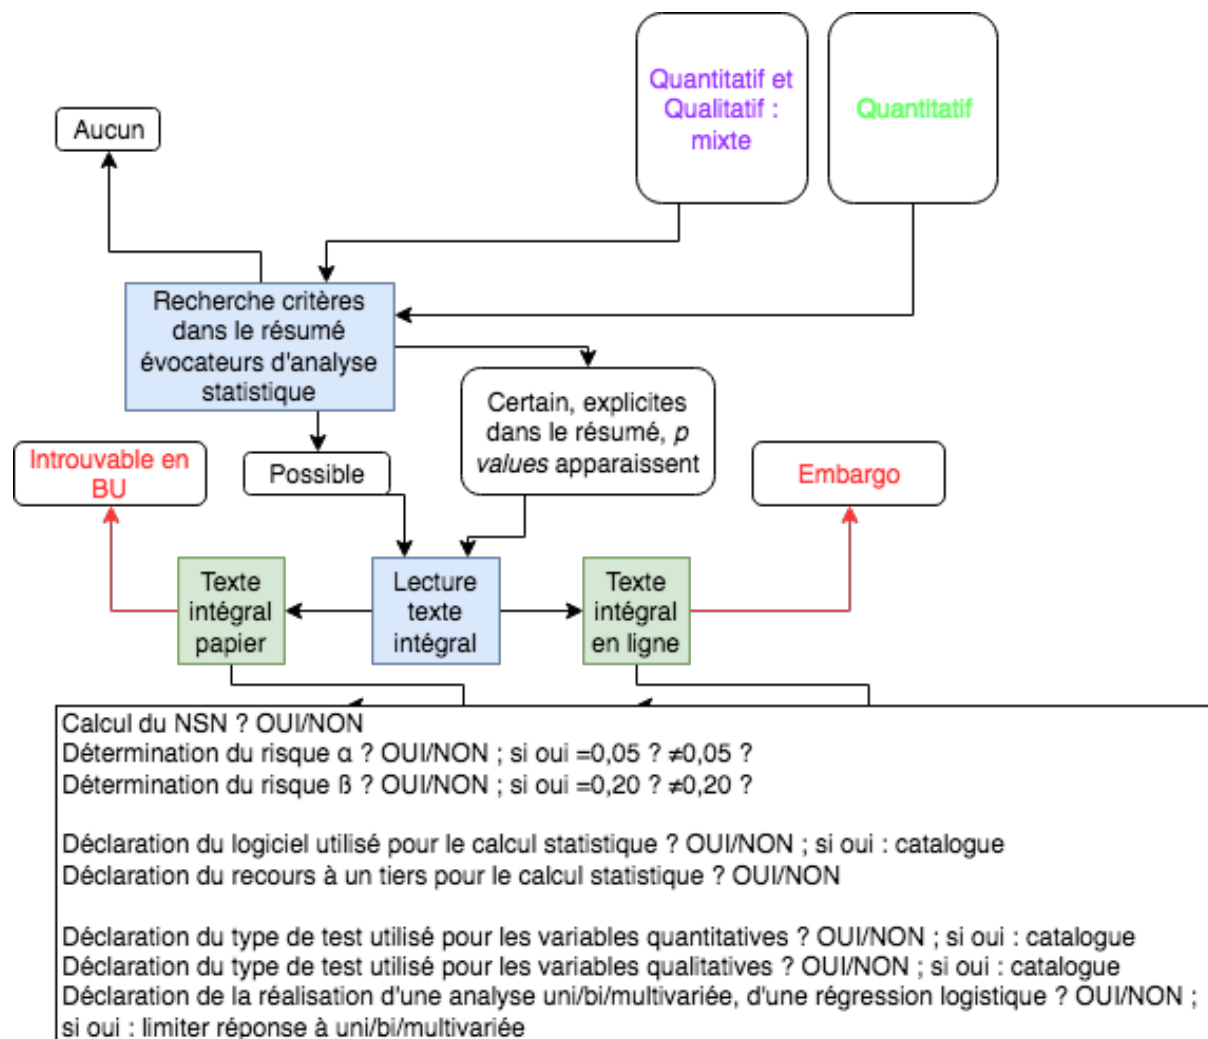 Quantitatif et
Qualitatif :
mixte
Quantitatif
Aucun
Recherche critères
dans le résumé
évocateurs d'analyse
statistique
Certain, explicites
dans le résumé, p
values apparaissent
Introuvable en
BU
Possible
Embargo
Texte
intégral
papier
Lecture
texte
intégral
Texte
intégral
en ligne
Calcul du NSN ? OUI/NON
Détermination du risque α ? OUI/NON ; si oui =0,05 ? ≠0,05 ?
Détermination du risque ß ? OUI/NON ; si oui =0,20 ? ≠0,20 ?
Déclaration du logiciel utilisé pour le calcul statistique ? OUI/NON ; si oui : catalogue
Déclaration du recours à un tiers pour le calcul statistique ? OUI/NON
Déclaration du type de test utilisé pour les variables quantitatives ? OUI/NON ; si oui : catalogue
Déclaration du type de test utilisé pour les variables qualitatives ? OUI/NON ; si oui : catalogue
Déclaration de la réalisation d'une analyse uni/bi/multivariée, d'une régression logistique ? OUI/NON ;
si oui : limiter réponse à uni/bi/multivariée